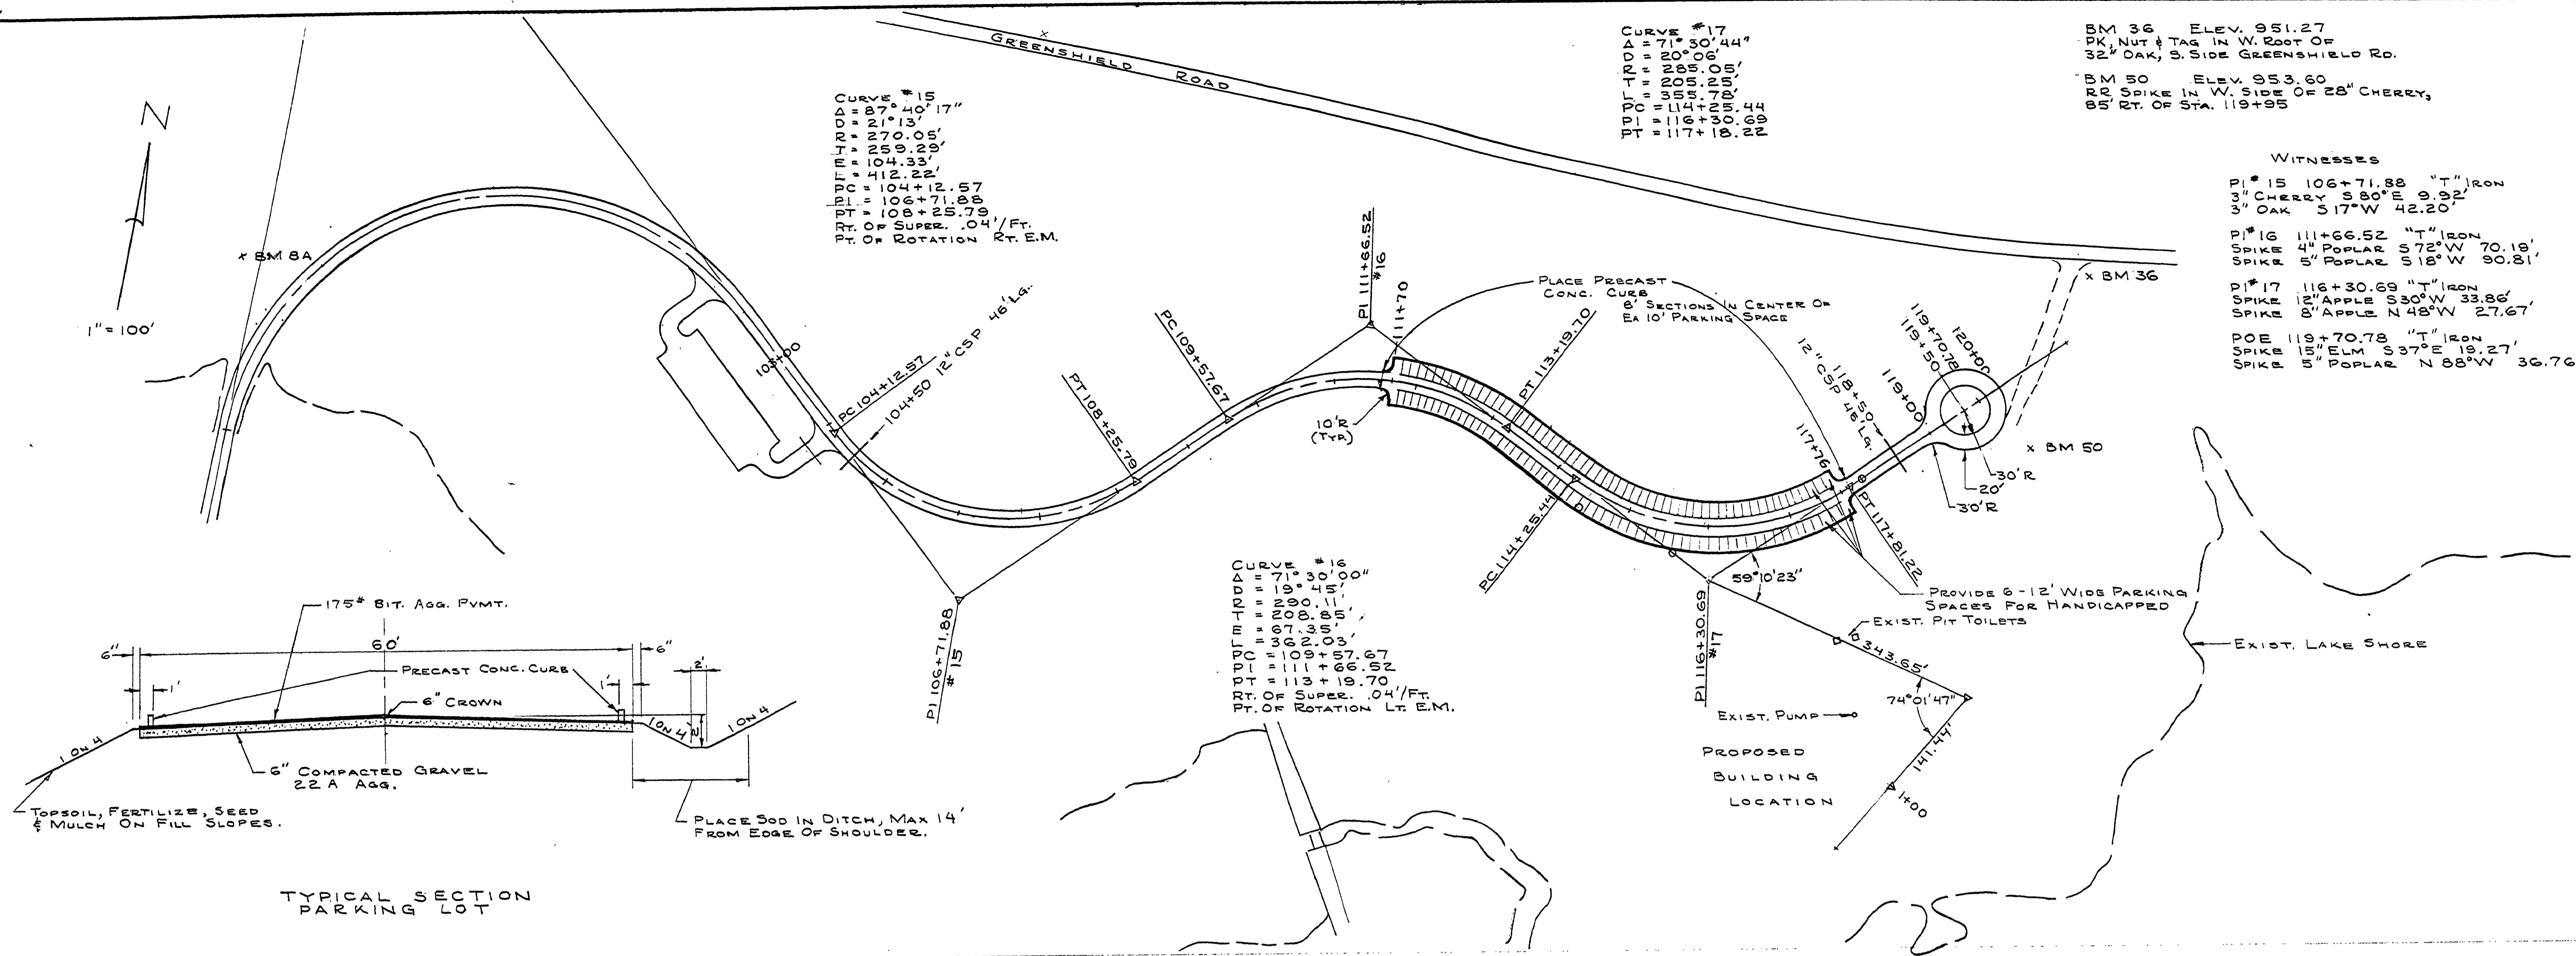 GREENSHIELD ROAD
CURVE #15
Δ = 87°40'17"
D = 21°13'
R = 270.05'
T = 259.29'
E = 104.33'
L = 412.22'
PC = 104+12.57
PI = 106+71.88
PT = 108+25.79
RT. OF SUPER. .04'/FT.
PT. OF ROTATION RT. E.M.
CURVE #17
Δ = 71°30'44"
D = 20°06'
R = 285.05'
T = 205.25'
L = 355.78'
PC = 114+25.44
PI = 116+30.69
PT = 117+18.22
BM 36 ELEV. 951.27
PK, NUT & TAG IN W. ROOT OF
32" OAK, S. SIDE GREENSHIELD RD.
BM 50 ELEV. 953.60
RR SPIKE IN W. SIDE OF 28" CHERRY,
85' RT. OF STA. 119+95
WITNESSES
PI #15 106+71.88 "T" IRON
3" CHERRY S 80° E 9.92'
3" OAK S 17° W 42.20'
PI #16 111+66.52 "T" IRON
SPIKE 4" POPLAR S 72° W 70.19'
SPIKE 5" POPLAR S 18° W 90.81'
PI #17 116+30.69 "T" IRON
SPIKE 12" APPLE S 30° W 33.86'
SPIKE 8" APPLE N 48° W 27.67'
POE 119+70.78 "T" IRON
SPIKE 15" ELM S 37° E 19.27'
SPIKE 5" POPLAR N 88° W 36.76
N
1" = 100'
x BM 8A
103+00
PC 104+12.57
104+50 12" CSP 46' LG.
PI 106+71.88
#15
PT 108+25.79
PC 109+57.67
PI 111+66.52
#16
111+70
10'R
(TYP.)
PLACE PRECAST
CONC. CURB
8' SECTIONS IN CENTER OF
EA 10' PARKING SPACE
PT 113+19.70
PC 114+25.44
PI 116+30.69
#17
59°10'23"
117+76
PT 117+81.22
12" CSP 46' LG.
118+50
119+00
119+50
119+70.78
120+00
30'R
20'
30'R
x BM 36
x BM 50
PROVIDE 6-12' WIDE PARKING
SPACES FOR HANDICAPPED
EXIST. PIT TOILETS
343.65'
74°01'47"
141.44'
1+00
EXIST. PUMP
PROPOSED
BUILDING
LOCATION
EXIST. LAKE SHORE
CURVE #16
Δ = 71°30'00"
D = 19°45'
R = 290.11'
T = 208.85'
E = 67.35'
L = 362.03'
PC = 109+57.67
PI = 111+66.52
PT = 113+19.70
RT. OF SUPER. .04'/FT.
PT. OF ROTATION LT. E.M.
175# BIT. AGG. PVMT.
6"
60'
6"
PRECAST CONC. CURB
2'
1'
1'
6" CROWN
1 ON 4
1 ON 4
2'
1 ON 4
6" COMPACTED GRAVEL
22 A AGG.
TOPSOIL, FERTILIZE, SEED
& MULCH ON FILL SLOPES.
PLACE SOD IN DITCH, MAX 14'
FROM EDGE OF SHOULDER.
TYPICAL SECTION
PARKING LOT